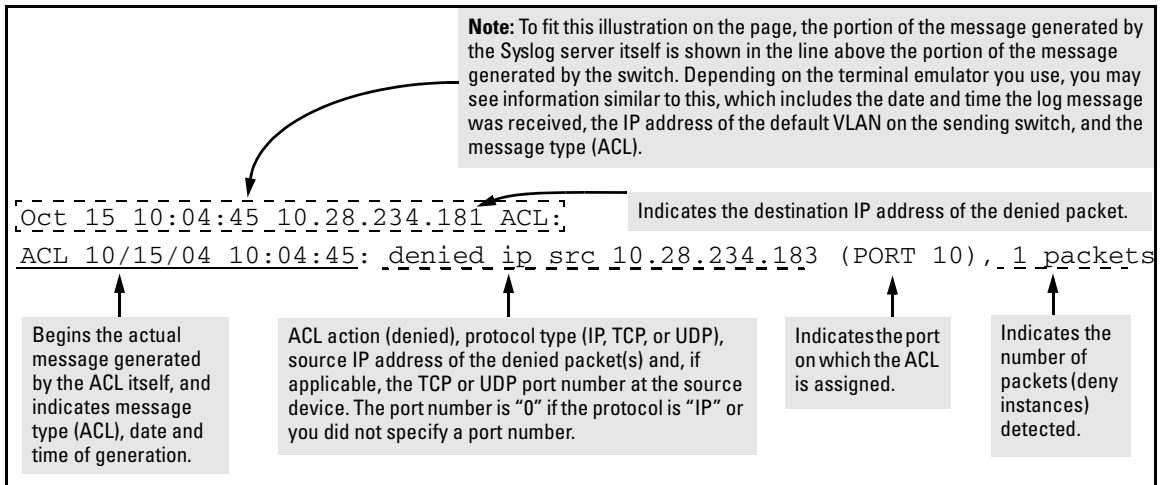 Note: To fit this illustration on the page, the portion of the message generated by
the Syslog server itself is shown in the line above the portion of the message
generated by the switch. Depending on the terminal emulator you use, you may
see information similar to this, which includes the date and time the log message
was received, the IP address of the default VLAN on the sending switch, and the
message type (ACL).
Oct 15 10:04:45 10.28.234.181 ACL:
Indicates the destination IP address of the denied packet.
ACL 10/15/04 10:04:45: denied ip src 10.28.234.183 (PORT 10), 1 packets
Begins the actual
message generated
by the ACL itself, and
indicates message
type (ACL), date and
time of generation.
ACL action (denied), protocol type (IP, TCP, or UDP),
source IP address of the denied packet(s) and, if
applicable, the TCP or UDP port number at the source
device. The port number is “0” if the protocol is “IP” or
you did not specify a port number.
Indicates the port
on which the ACL
is assigned.
Indicates the
number of
packets (deny
instances)
detected.